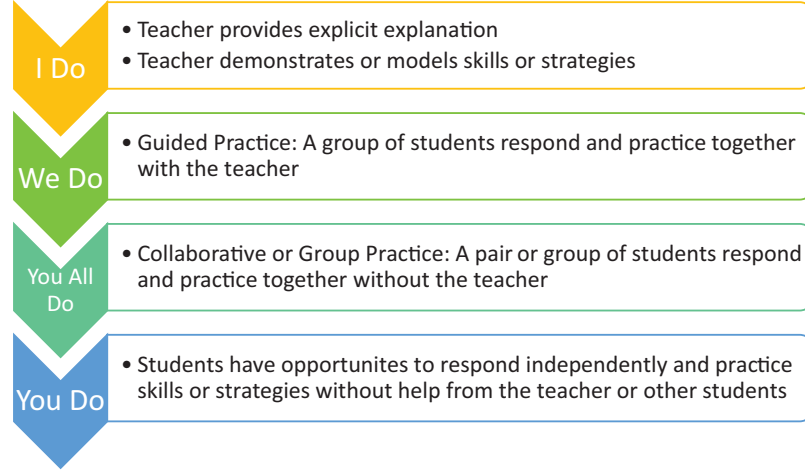 I Do
• Teacher provides explicit explanation
• Teacher demonstrates or models skills or strategies
We Do
• Guided Practice: A group of students respond and practice together
with the teacher
You All
Do
• Collaborative or Group Practice: A pair or group of students respond
and practice together without the teacher
You Do
• Students have opportunites to respond independently and practice
skills or strategies without help from the teacher or other students